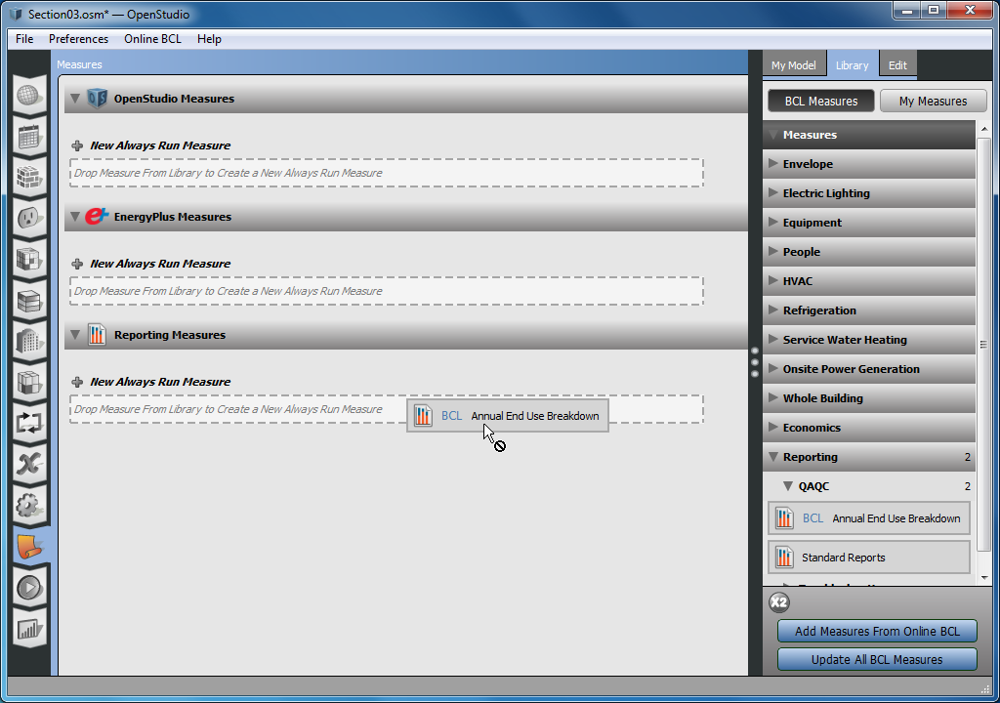 Section03.osm* — OpenStudio
File Preferences Online BCL Help
Measures
My Model Library Edit
BCL Measures My Measures
OpenStudio Measures
New Always Run Measure
Drop Measure From Library to Create a New Always Run Measure
EnergyPlus Measures
New Always Run Measure
Drop Measure From Library to Create a New Always Run Measure
Reporting Measures
New Always Run Measure
Drop Measure From Library to Create a New Always Run Measure
BCL Annual End Use Breakdown
Measures
Envelope
Electric Lighting
Equipment
People
HVAC
Refrigeration
Service Water Heating
Onsite Power Generation
Whole Building
Economics
Reporting 2
QAQC 2
BCL Annual End Use Breakdown
Standard Reports
X2
Add Measures From Online BCL
Update All BCL Measures